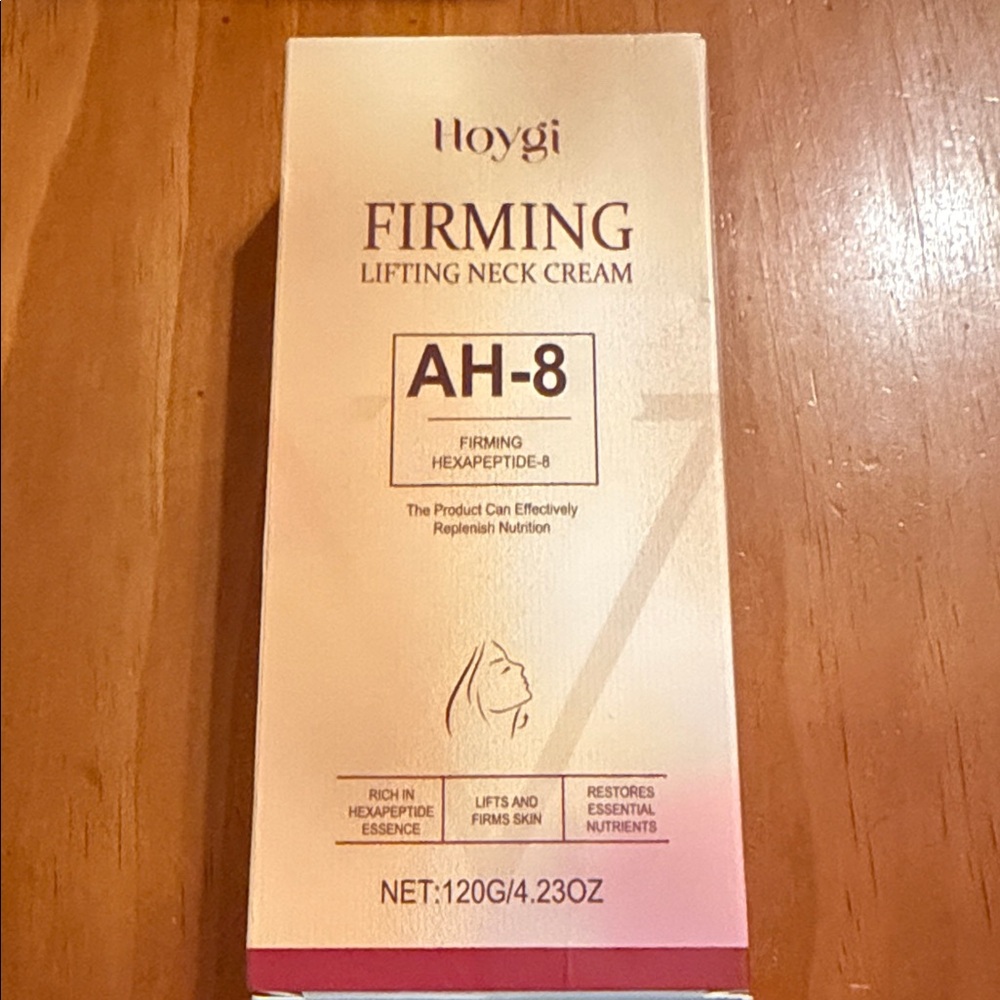 Hoygi
FIRMING
LIFTING NECK CREAM
AH-8
FIRMING
HEXAPEPTIDE-8
The Product Can Effectively
Replenish Nutrition
RICH IN
HEXAPEPTIDE
ESSENCE
LIFTS AND
FIRMS SKIN
RESTORES
ESSENTIAL
NUTRIENTS
NET:120G/4.23OZ